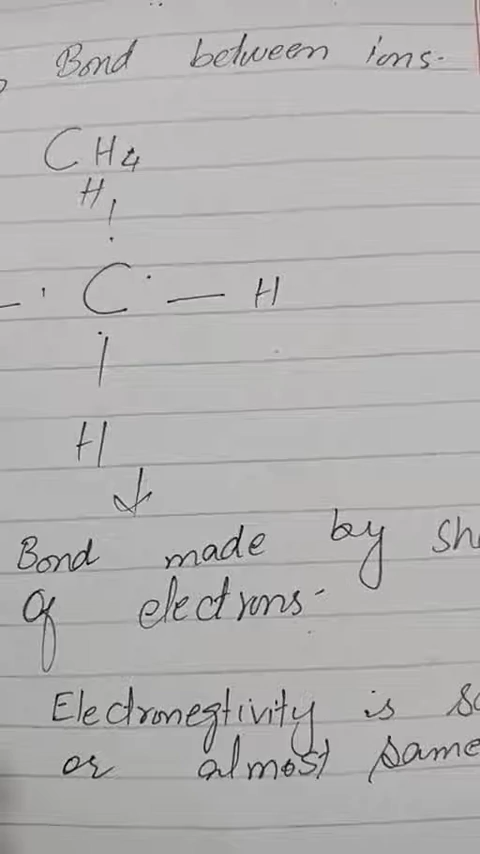 Bond between ions.
CH4
H
C — H
H
Bond made by
of electrons.
Electronegtivity is
or almost same